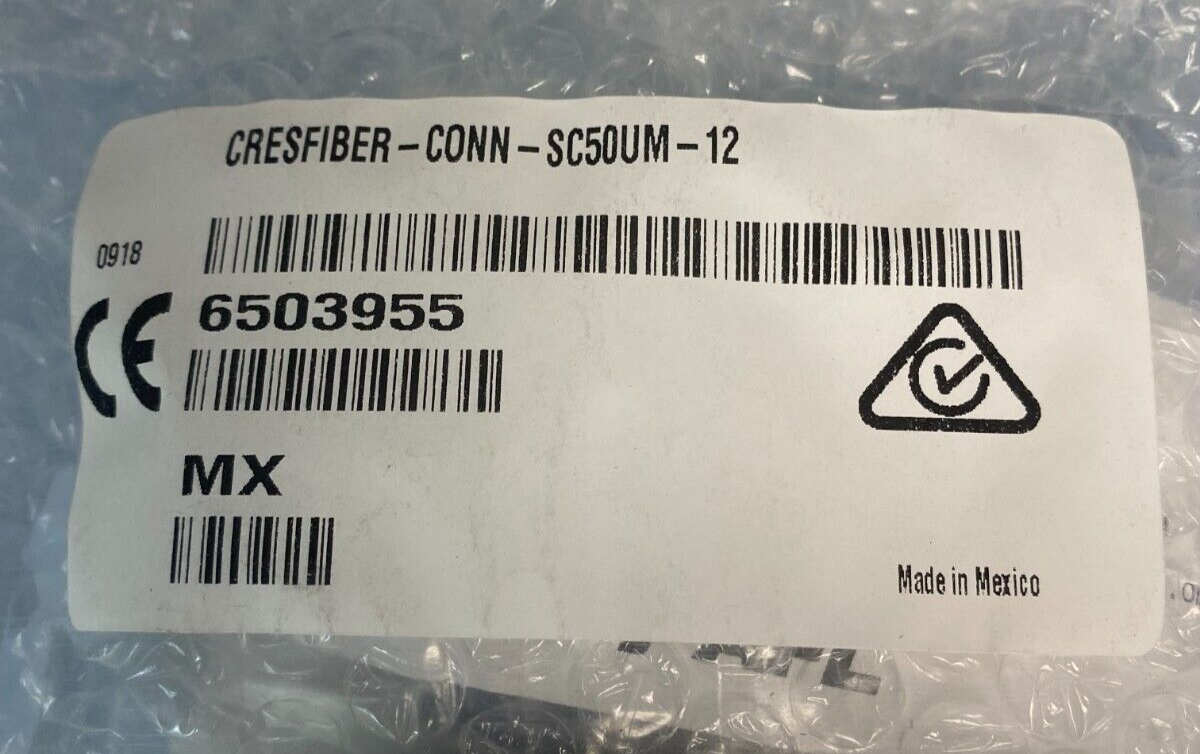 CRESFIBER-CONN-SC50UM-12
0918
CE
6503955
MX
Made in Mexico